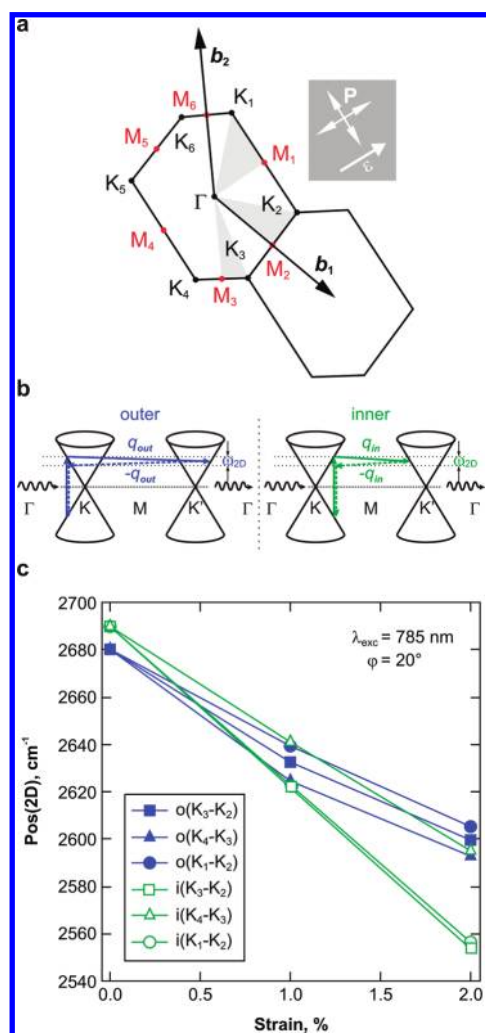 a
b2
M6
K1
P
M5
K6
M1
ε
K5
Γ
K2
M4
K3
M2
b1
K4
M3
b
outer
inner
qout
qin
ω2D
ω2D
-qout
-qin
Γ K M K' Γ
Γ K M K' Γ
c
2700
2680
2660
2640
2620
2600
2580
2560
2540
Pos(2D), cm-1
λexc = 785 nm
φ = 20°
o(K3-K2)
o(K4-K3)
o(K1-K2)
i(K3-K2)
i(K4-K3)
i(K1-K2)
0.0 0.5 1.0 1.5 2.0
Strain, %